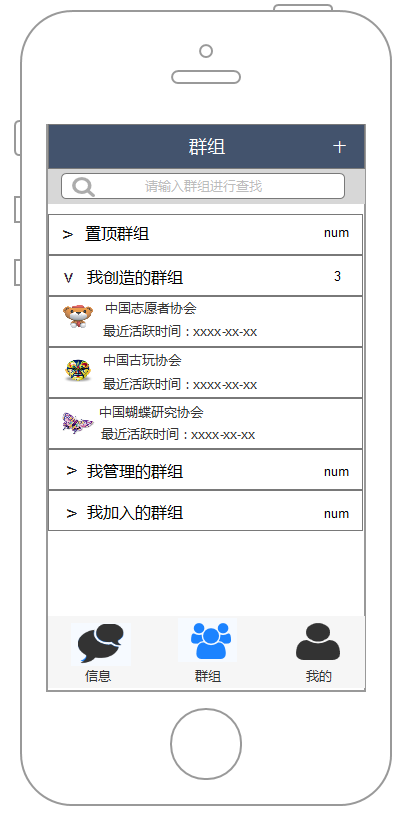 群组 +
请输入群组进行查找
> 置顶群组 num
v 我创造的群组 3
中国志愿者协会
最近活跃时间：xxxx-xx-xx
中国古玩协会
最近活跃时间：xxxx-xx-xx
中国蝴蝶研究协会
最近活跃时间：xxxx-xx-xx
> 我管理的群组 num
> 我加入的群组 num
信息 群组 我的